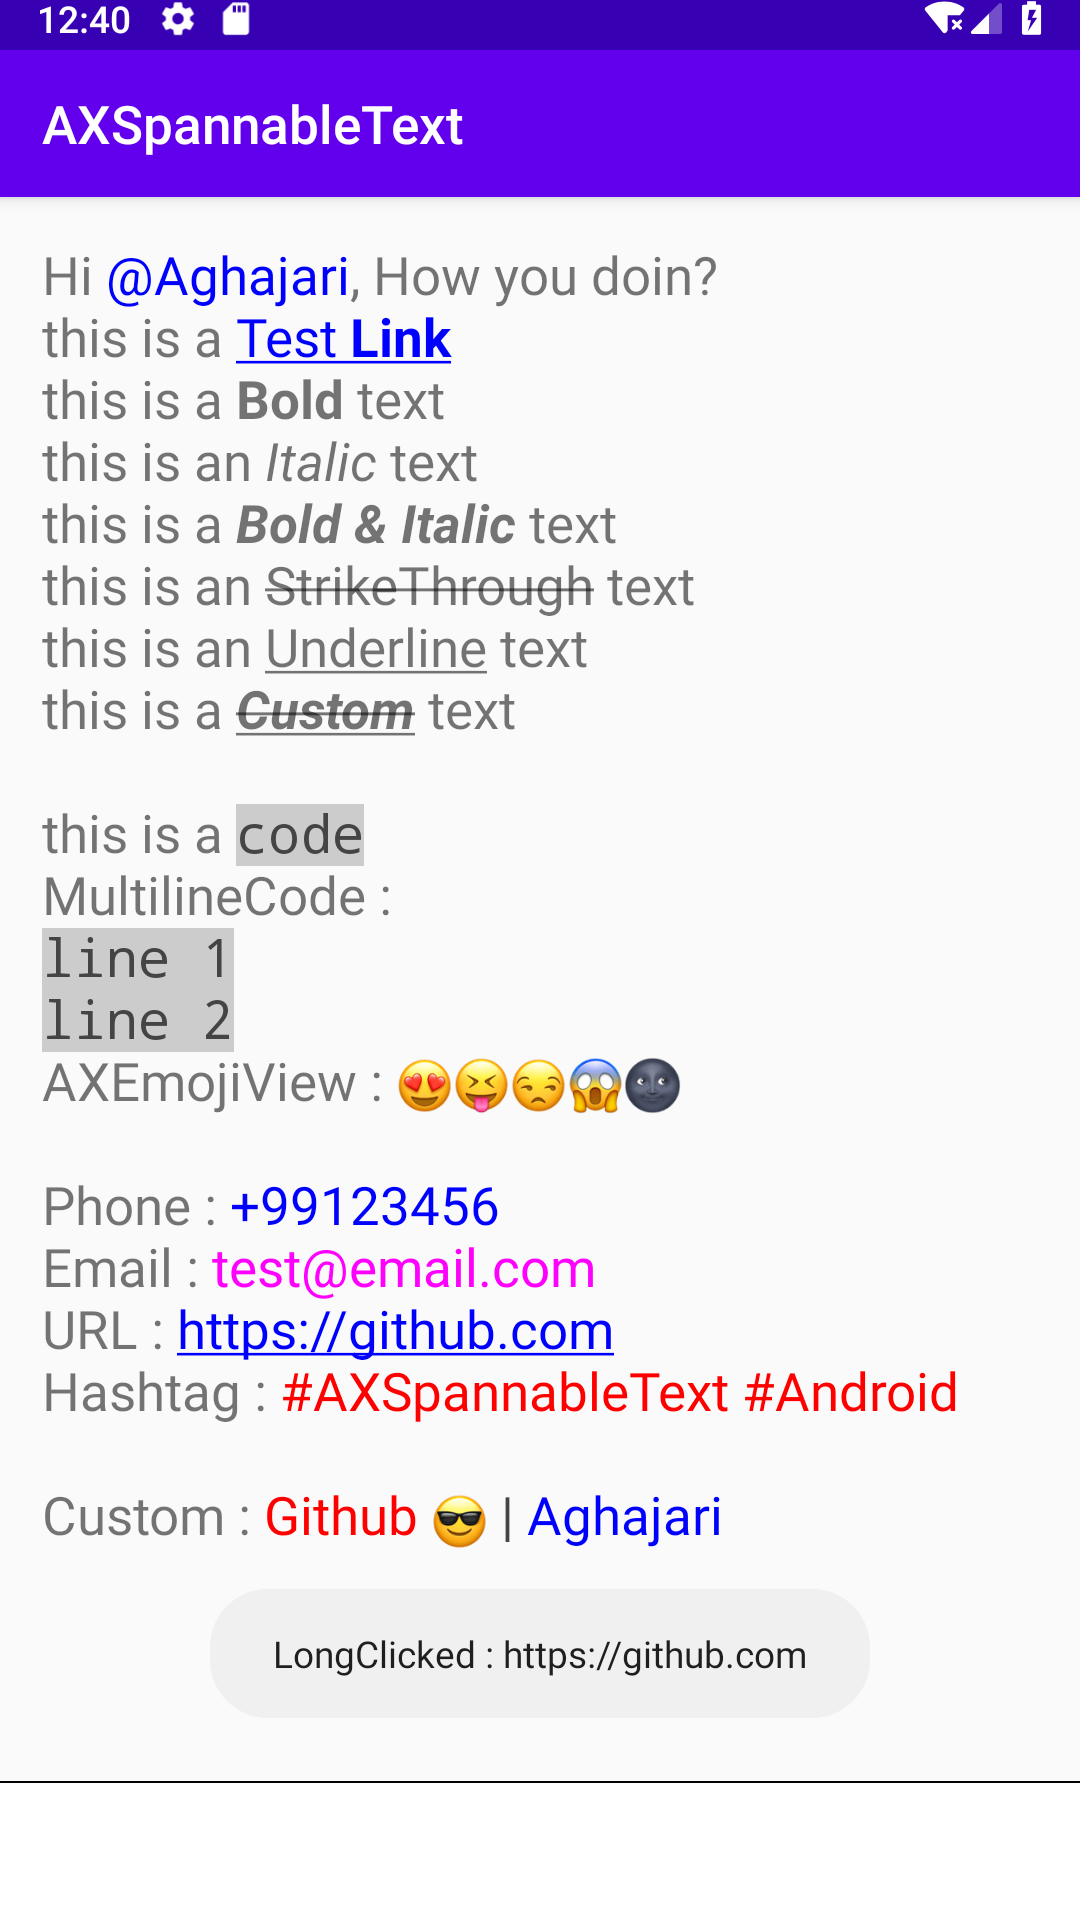 12:40
AXSpannableText
Hi @Aghajari, How you doin?
this is a Test Link
this is a Bold text
this is an Italic text
this is a Bold & Italic text
this is an StrikeThrough text
this is an Underline text
this is a Custom text
this is a code
MultilineCode :
line 1
line 2
AXEmojiView : 😍😝😒😱🌚
Phone : +99123456
Email : test@email.com
URL : https://github.com
Hashtag : #AXSpannableText #Android
Custom : Github 😎 | Aghajari
LongClicked : https://github.com